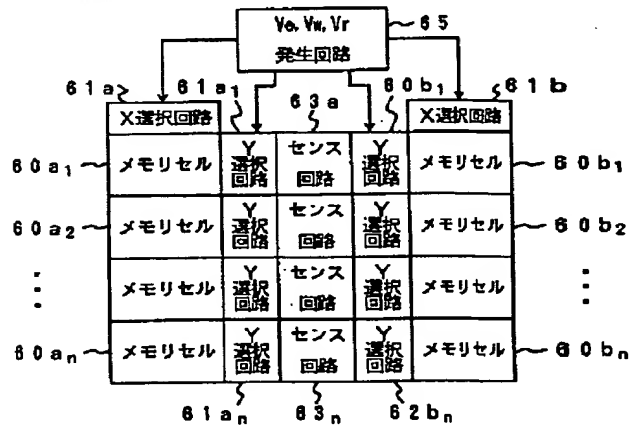 Ve, Vw, Vr
発生回路
65
61a
61a1
63a
60b1
61b
X選択回路
X選択回路
60a1
メモリセル
Y
選択
回路
センス
回路
Y
選択
回路
メモリセル
60b1
60a2
メモリセル
Y
選択
回路
センス
回路
Y
選択
回路
メモリセル
60b2
メモリセル
Y
選択
回路
センス
回路
Y
選択
回路
メモリセル
60an
メモリセル
Y
選択
回路
センス
回路
Y
選択
回路
メモリセル
60bn
61an
63n
62bn